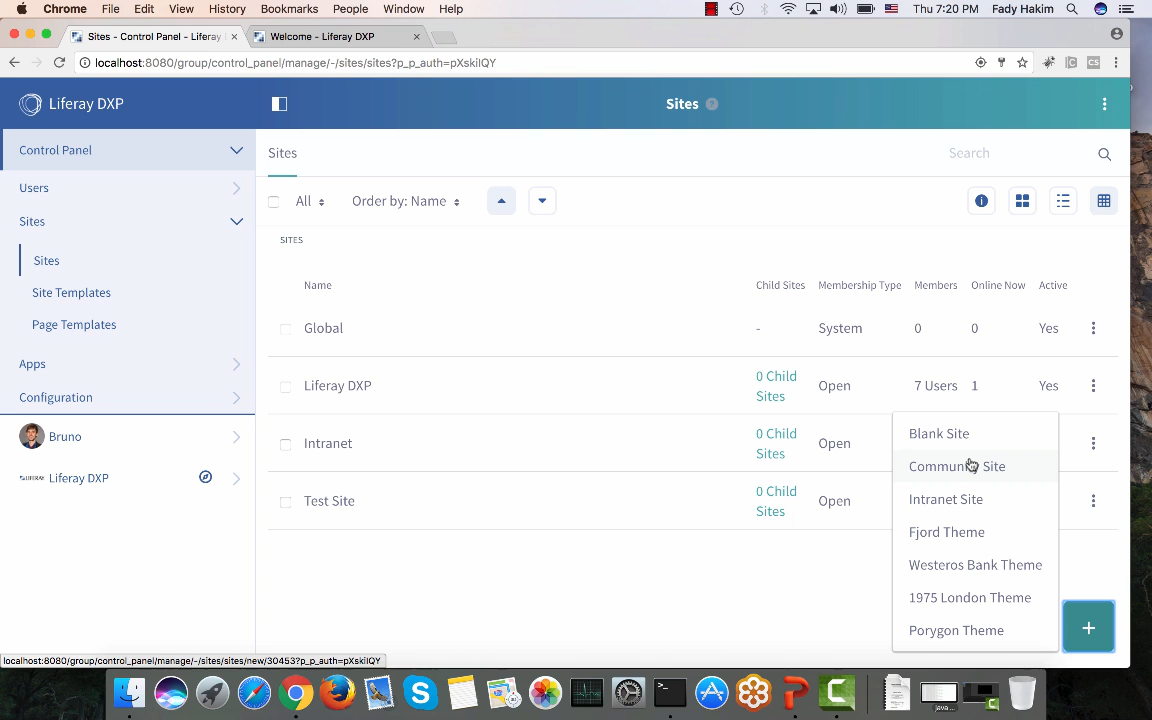 Chrome File Edit View History Bookmarks People Window Help Thu 7:20 PM Fady Hakim
Sites - Control Panel - Liferay
Welcome - Liferay DXP
localhost:8080/group/control_panel/manage/-/sites/sites?p_p_auth=pXskiIQY
Liferay DXP
Sites
Control Panel
Users
Sites
Sites
Site Templates
Page Templates
Apps
Configuration
Bruno
Liferay DXP
Sites
Search
All
Order by: Name
SITES
Name Child Sites Membership Type Members Online Now Active
Global - System 0 0 Yes
Liferay DXP 0 Child Sites Open 7 Users 1 Yes
Intranet 0 Child Sites Open
Test Site 0 Child Sites Open
Blank Site
Community Site
Intranet Site
Fjord Theme
Westeros Bank Theme
1975 London Theme
Porygon Theme
+
localhost:8080/group/control_panel/manage/-/sites/sites/new/30453?p_p_auth=pXskiIQY